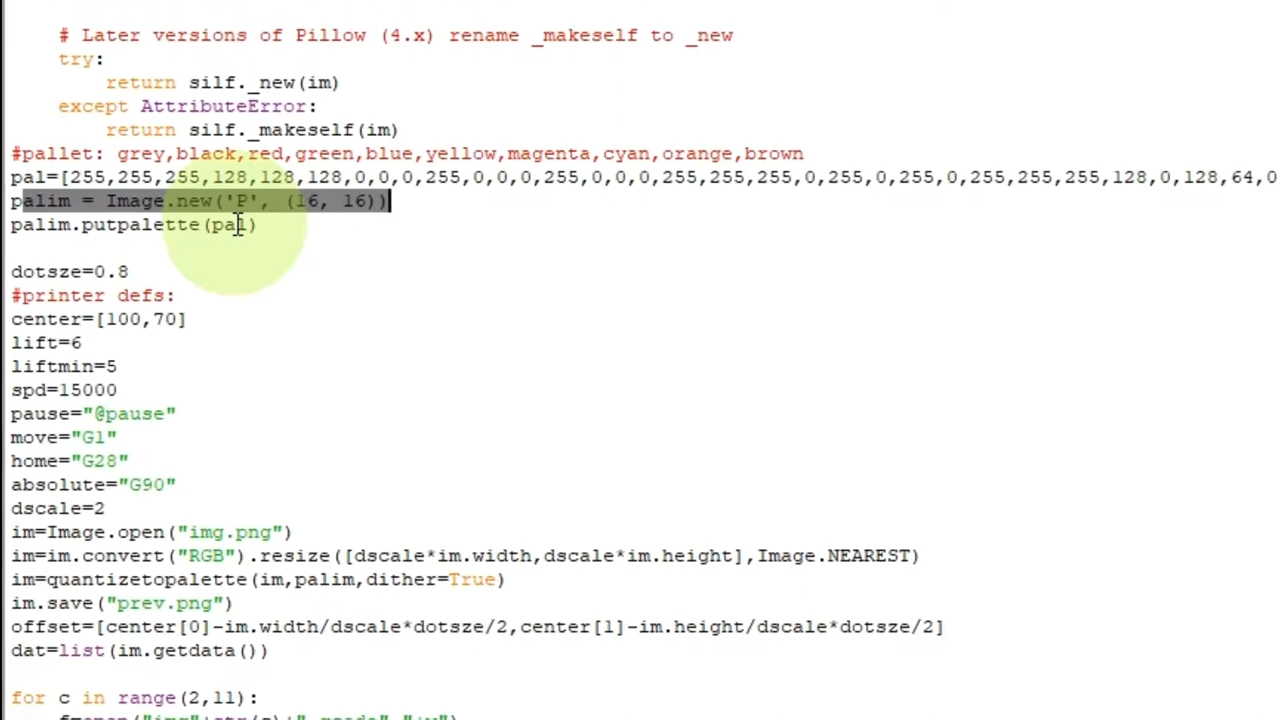 # Later versions of Pillow (4.x) rename _makeself to _new
try:
return silf._new(im)
except AttributeError:
return silf._makeself(im)
#pallet: grey,black,red,green,blue,yellow,magenta,cyan,orange,brown
pal=[255,255,255,128,128,128,0,0,0,255,0,0,0,255,0,0,0,255,255,255,0,255,0,255,0,255,255,255,128,0,128,64,0
palim = Image.new('P', (16, 16))
palim.putpalette(pal)
dotsze=0.8
#printer defs:
center=[100,70]
lift=6
liftmin=5
spd=15000
pause="@pause"
move="G1"
home="G28"
absolute="G90"
dscale=2
im=Image.open("img.png")
im=im.convert("RGB").resize([dscale*im.width,dscale*im.height],Image.NEAREST)
im=quantizetopalette(im,palim,dither=True)
im.save("prev.png")
offset=[center[0]-im.width/dscale*dotsze/2,center[1]-im.height/dscale*dotsze/2]
dat=list(im.getdata())
for c in range(2,11):